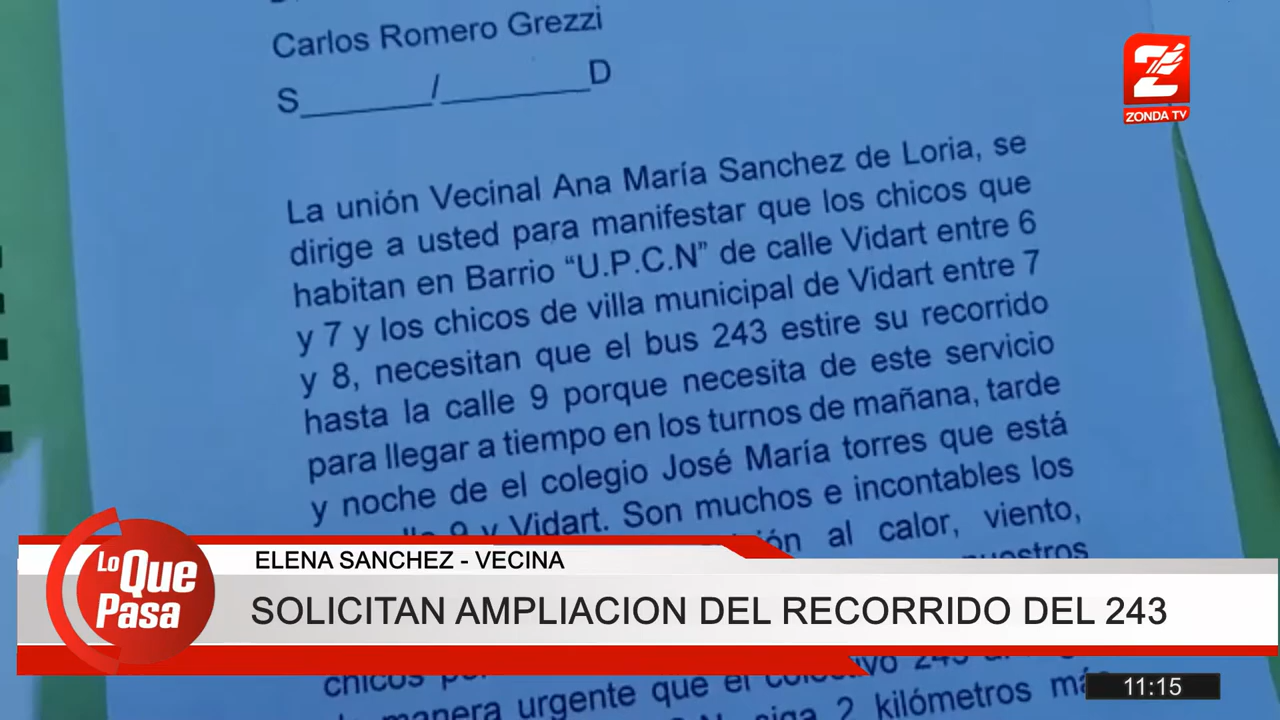 Carlos Romero Grezzi
S______/_______D
ZONDA TV
La unión Vecinal Ana María Sanchez de Loria, se
dirige a usted para manifestar que los chicos que
habitan en Barrio “U.P.C.N” de calle Vidart entre 6
y 7 y los chicos de villa municipal de Vidart entre 7
y 8, necesitan que el bus 243 estire su recorrido
hasta la calle 9 porque necesita de este servicio
para llegar a tiempo en los turnos de mañana, tarde
y noche de el colegio José María torres que está
9 y Vidart. Son muchos e incontables los
al calor, viento,
nuestros
Lo Que Pasa
ELENA SANCHEZ - VECINA
SOLICITAN AMPLIACION DEL RECORRIDO DEL 243
chicos
manera urgente que el
2 kilómetros
11:15